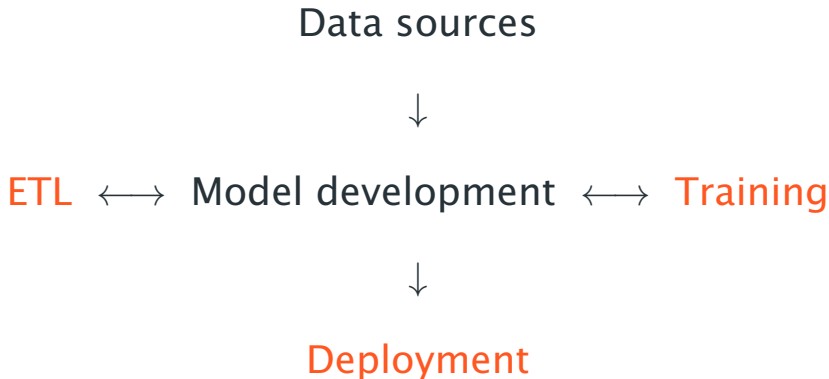 Data sources
↓
ETL ⟷ Model development ⟷ Training
↓
Deployment